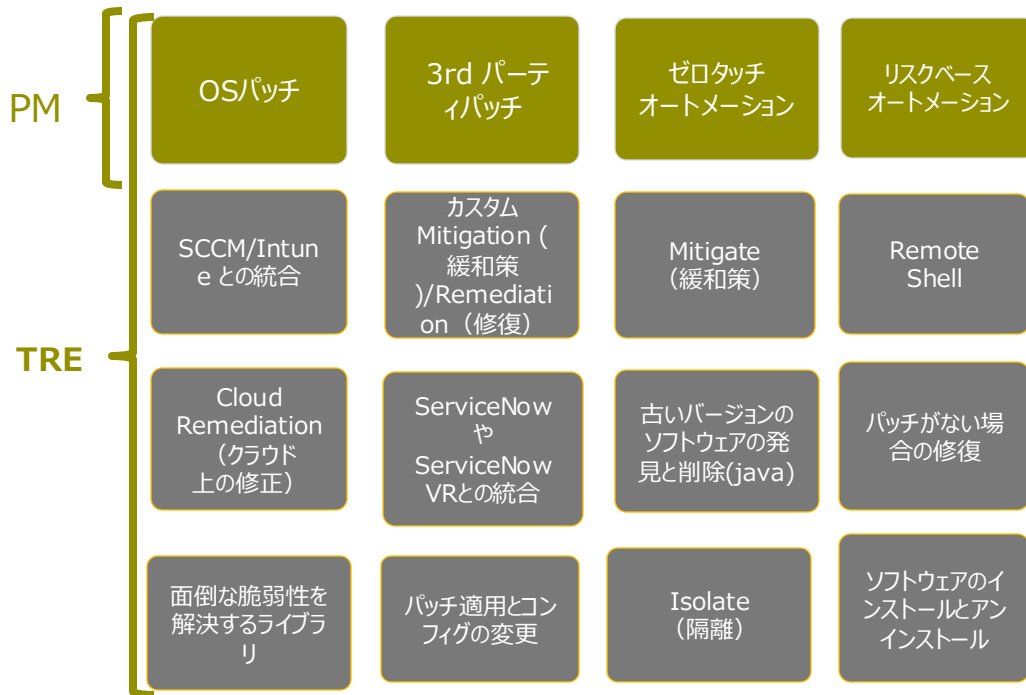 PM
OSパッチ
3rd パーテ
ィパッチ
ゼロタッチ
オートメーション
リスクベース
オートメーション
TRE
SCCM/Intun
e との統合
カスタム
Mitigation (
緩和策
)/Remediati
on（修復）
Mitigate
（緩和策）
Remote
Shell
Cloud
Remediation
（クラウド
上の修正）
ServiceNow
や
ServiceNow
VRとの統合
古いバージョンの
ソフトウェアの発
見と削除(java)
パッチがない場
合の修復
面倒な脆弱性を
解決するライブラ
リ
パッチ適用とコン
フィグの変更
Isolate
（隔離）
ソフトウェアのイ
ンストールとアン
インストール